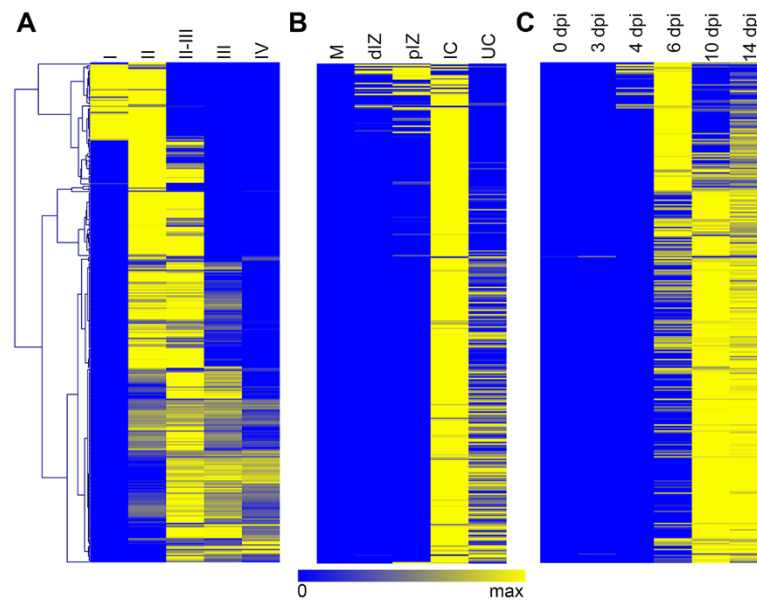 A
I
II
II-III
III
IV
B
M
dIZ
pIZ
IC
UC
C
0 dpi
3 dpi
4 dpi
6 dpi
10 dpi
14 dpi
0
max